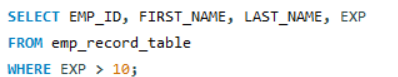 SELECT EMP_ID, FIRST_NAME, LAST_NAME, EXP
FROM emp_record_table
WHERE EXP > 10;